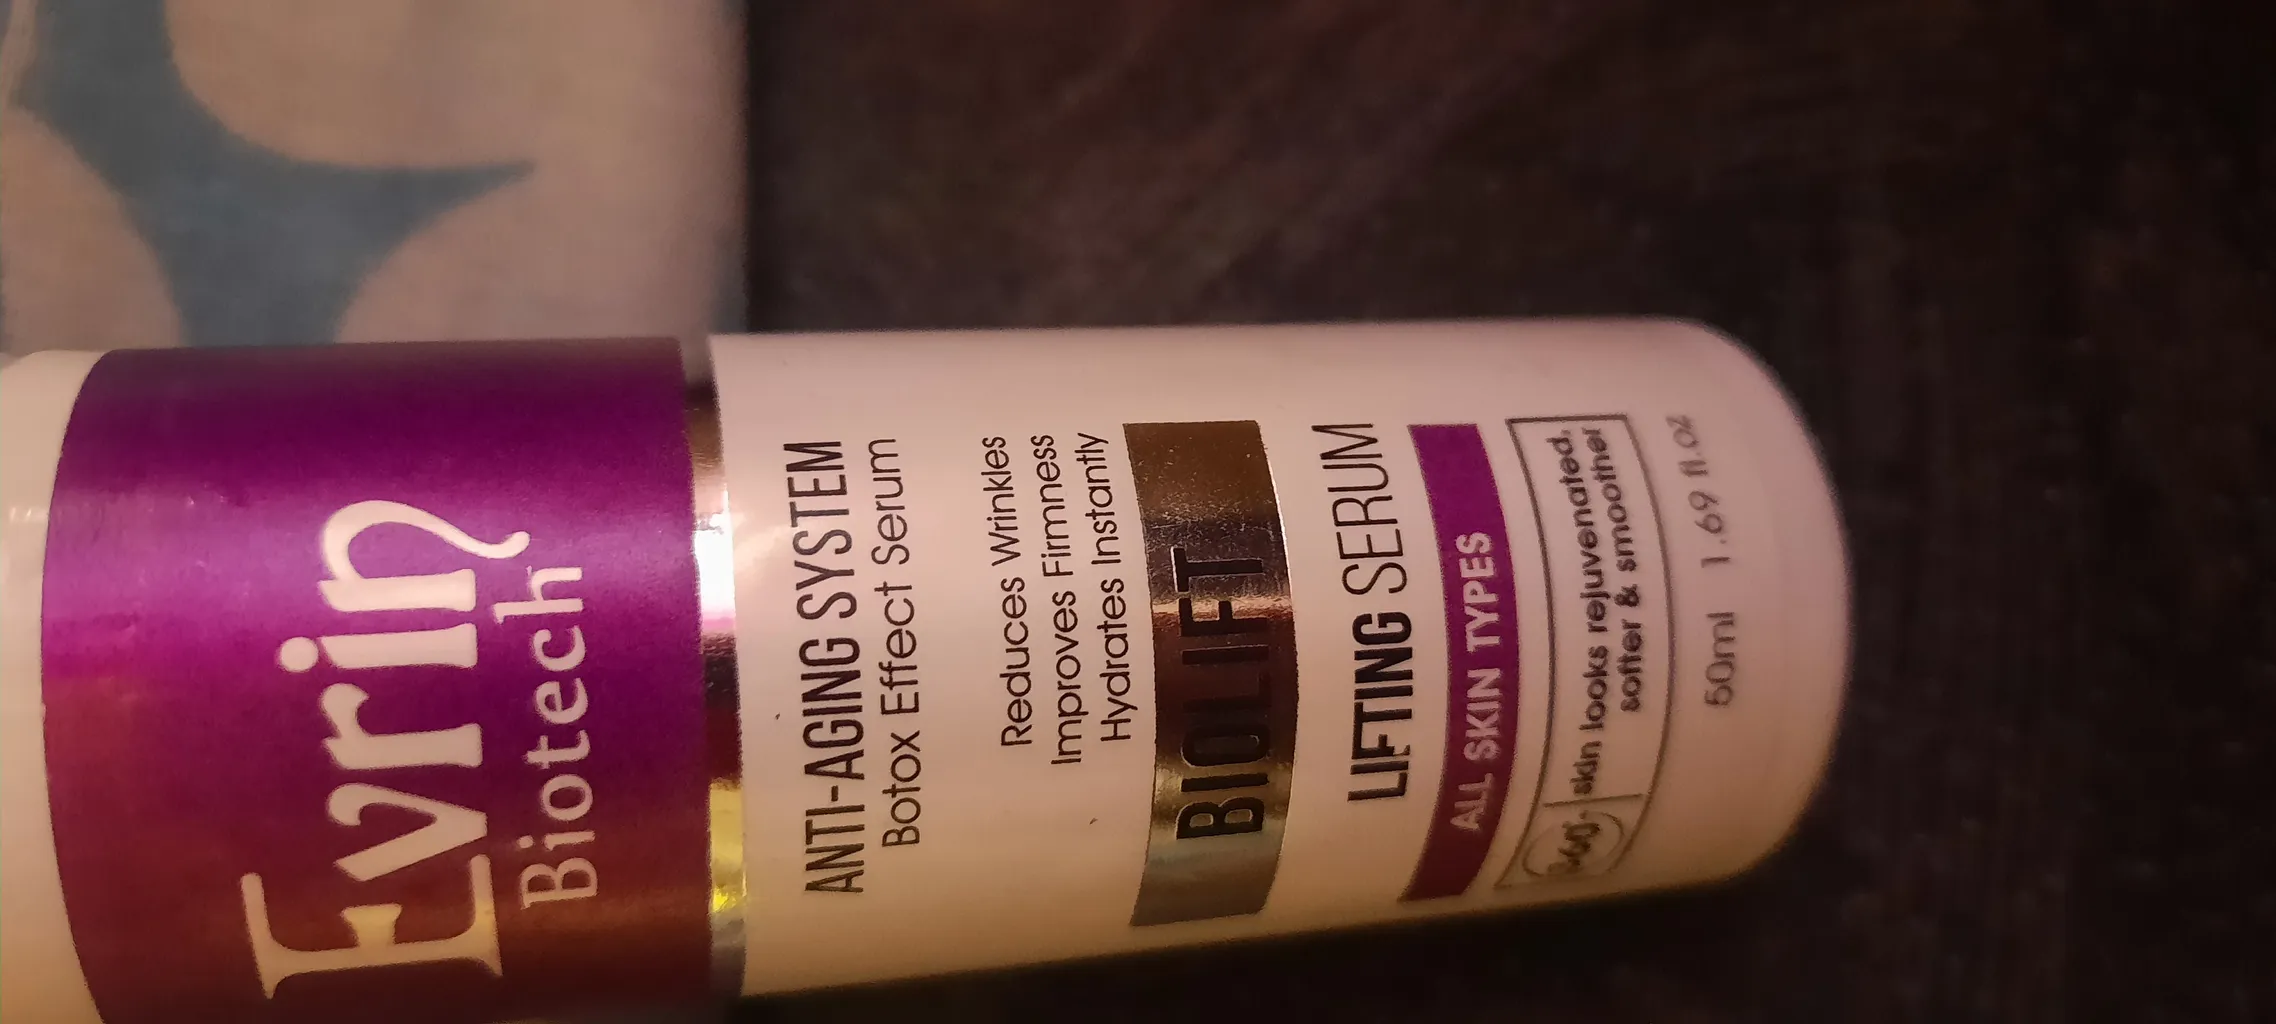 Evrin
Biotech
ANTI-AGING SYSTEM
Botox Effect Serum
Reduces Wrinkles
Improves Firmness
Hydrates Instantly
BIOLIFT
LIFTING SERUM
ALL SKIN TYPES
skin looks rejuvenated,
softer & smoother
50ml 1.69 fl.oz